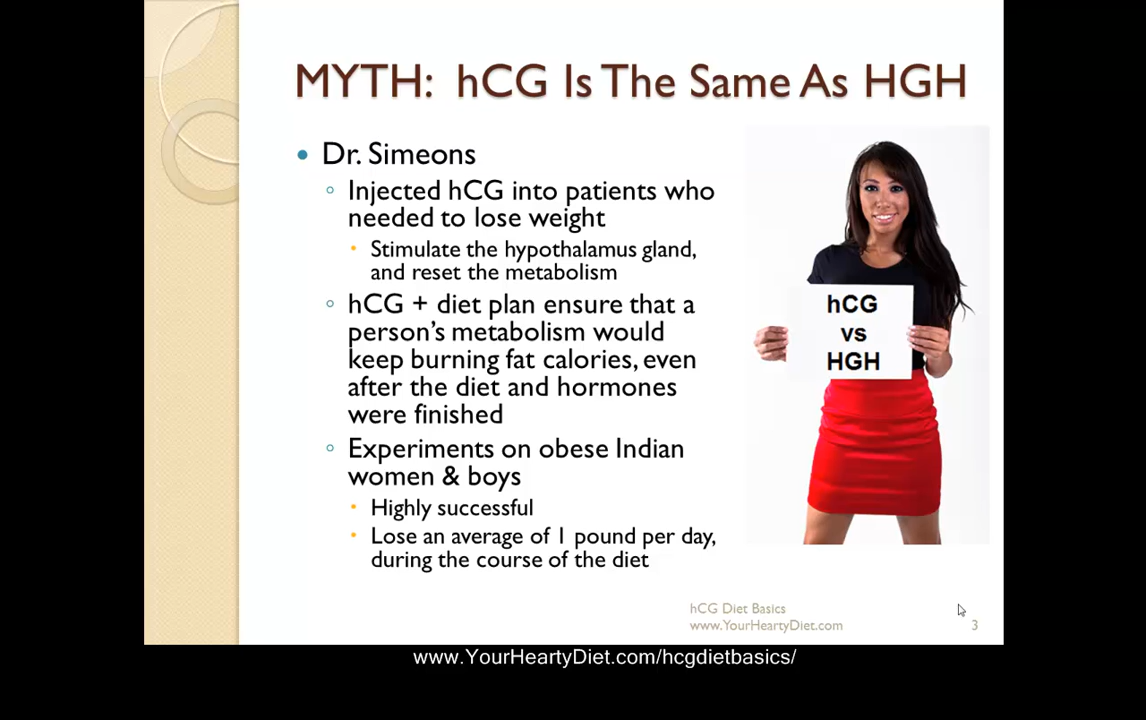 MYTH: hCG Is The Same As HGH
Dr. Simeons
Injected hCG into patients who
needed to lose weight
Stimulate the hypothalamus gland,
and reset the metabolism
hCG + diet plan ensure that a
person's metabolism would
keep burning fat calories, even
after the diet and hormones
were finished
Experiments on obese Indian
women & boys
Highly successful
Lose an average of 1 pound per day,
during the course of the diet
hCG
vs
HGH
hCG Diet Basics
www.YourHeartyDiet.com
3
www.YourHeartyDiet.com/hcgdietbasics/